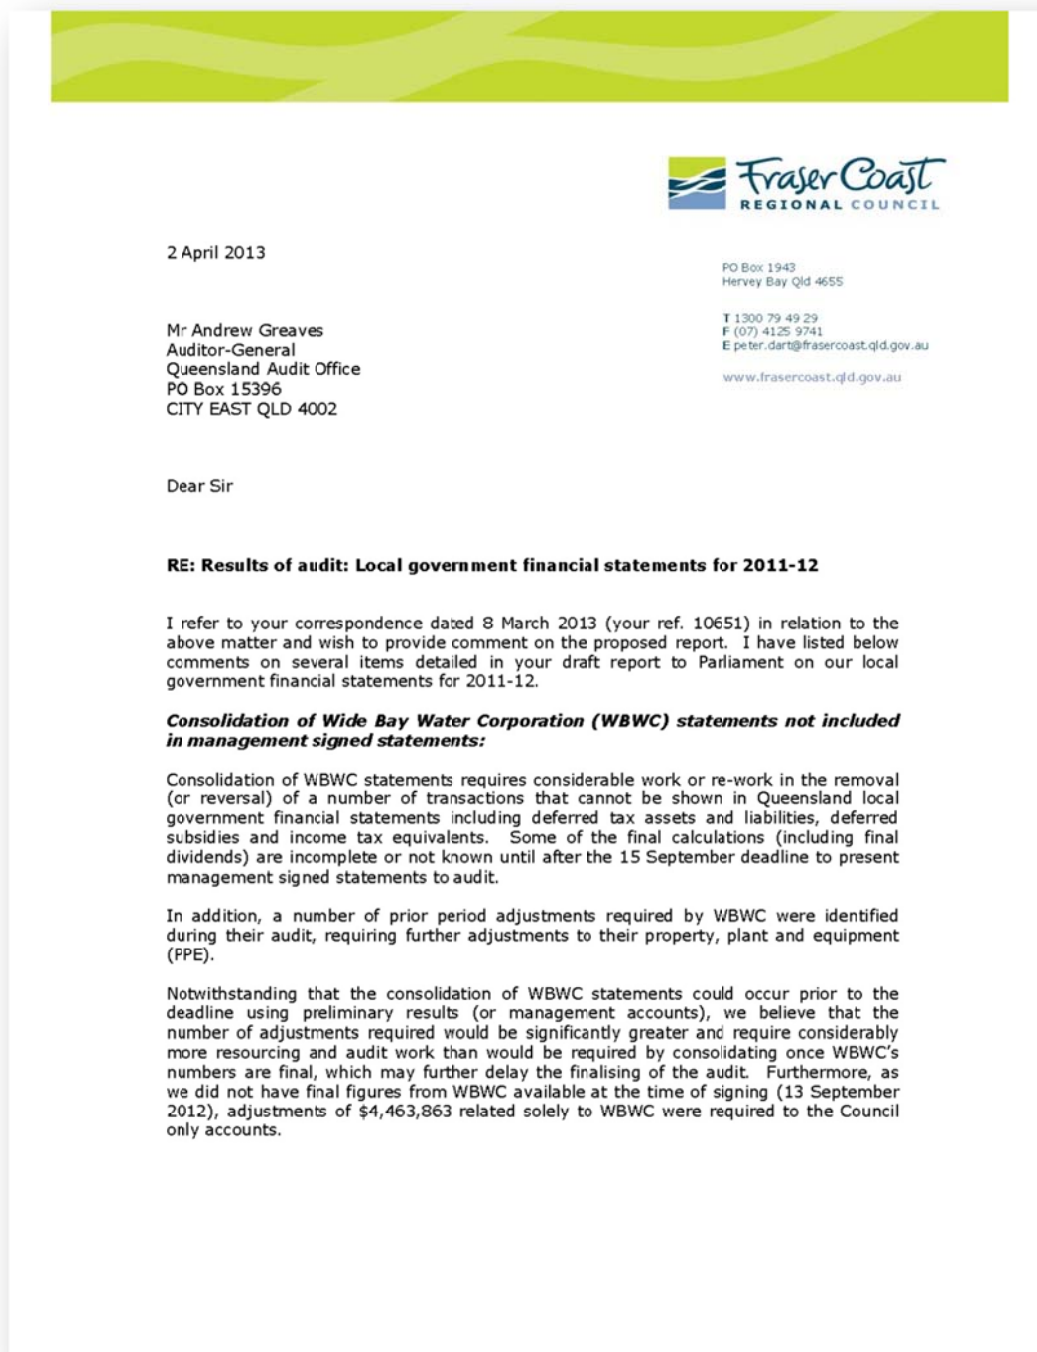 Fraser Coast
REGIONAL COUNCIL
2 April 2013
PO Box 1943
Hervey Bay Qld 4655
T 1300 79 49 29
F (07) 4125 9741
E peter.dart@frasercoast.qld.gov.au
www.frasercoast.qld.gov.au
Mr Andrew Greaves
Auditor-General
Queensland Audit Office
PO Box 15396
CITY EAST QLD 4002
Dear Sir
RE: Results of audit: Local government financial statements for 2011-12
I refer to your correspondence dated 8 March 2013 (your ref. 10651) in relation to the
above matter and wish to provide comment on the proposed report. I have listed below
comments on several items detailed in your draft report to Parliament on our local
government financial statements for 2011-12.
Consolidation of Wide Bay Water Corporation (WBWC) statements not included
in management signed statements:
Consolidation of WBWC statements requires considerable work or re-work in the removal
(or reversal) of a number of transactions that cannot be shown in Queensland local
government financial statements including deferred tax assets and liabilities, deferred
subsidies and income tax equivalents. Some of the final calculations (including final
dividends) are incomplete or not known until after the 15 September deadline to present
management signed statements to audit.
In addition, a number of prior period adjustments required by WBWC were identified
during their audit, requiring further adjustments to their property, plant and equipment
(PPE).
Notwithstanding that the consolidation of WBWC statements could occur prior to the
deadline using preliminary results (or management accounts), we believe that the
number of adjustments required would be significantly greater and require considerably
more resourcing and audit work than would be required by consolidating once WBWC's
numbers are final, which may further delay the finalising of the audit. Furthermore, as
we did not have final figures from WBWC available at the time of signing (13 September
2012), adjustments of $4,463,863 related solely to WBWC were required to the Council
only accounts.